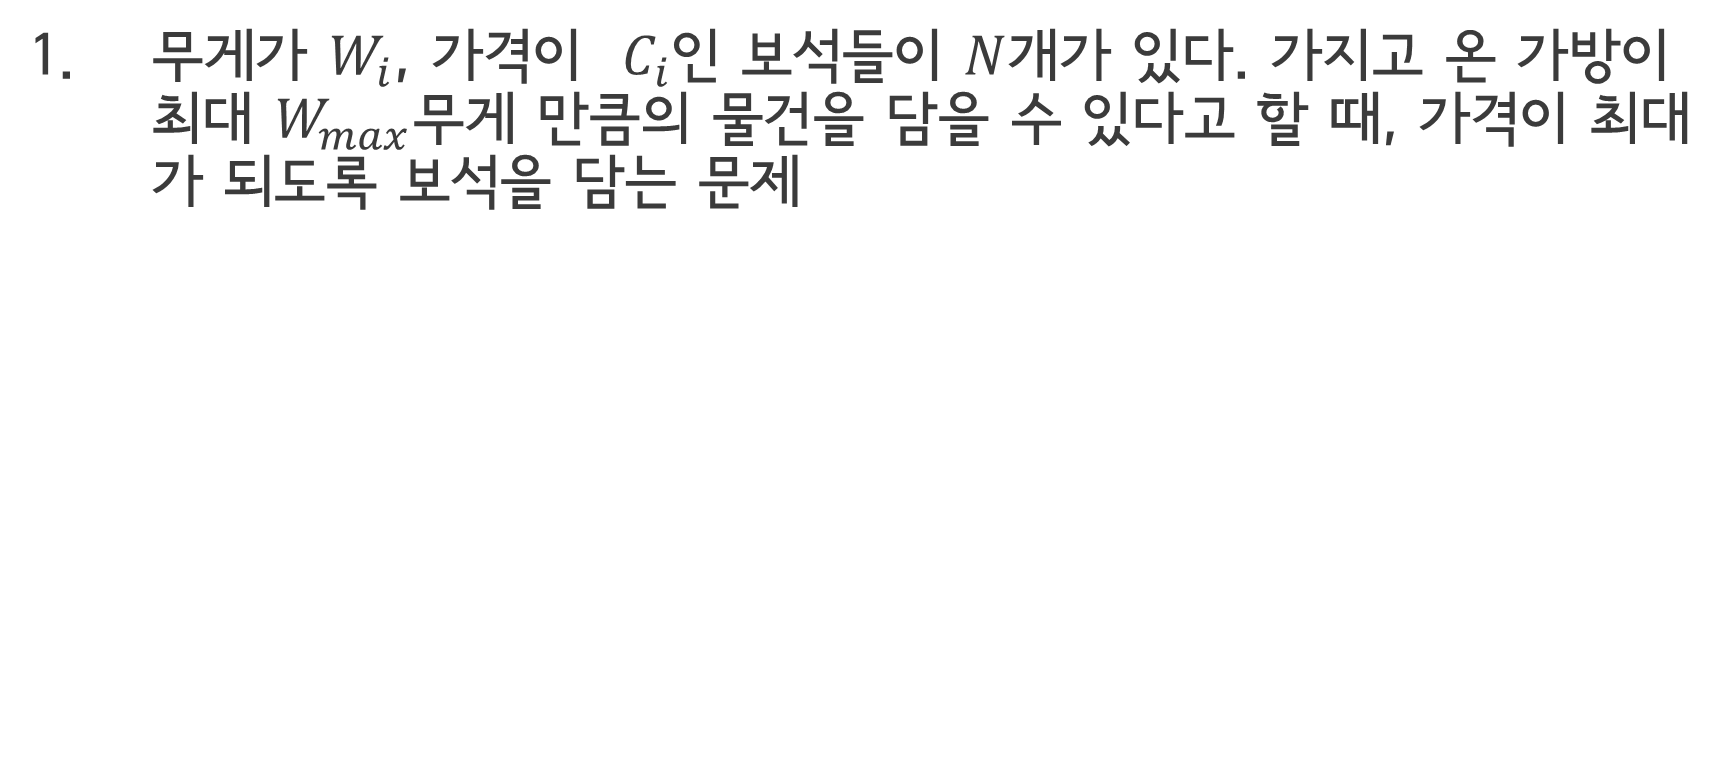 1. 무게가 W_i, 가격이 C_i인 보석들이 N개가 있다. 가지고 온 가방이
최대 W_max무게 만큼의 물건을 담을 수 있다고 할 때, 가격이 최대
가 되도록 보석을 담는 문제